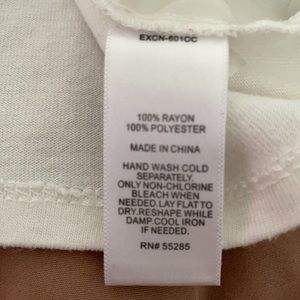 EXCN-601CC
100% RAYON
100% POLYESTER
MADE IN CHINA
HAND WASH COLD
SEPARATELY.
ONLY NON-CHLORINE
BLEACH WHEN
NEEDED.LAY FLAT TO
DRY.RESHAPE WHILE
DAMP.COOL IRON
IF NEEDED.
RN# 55285